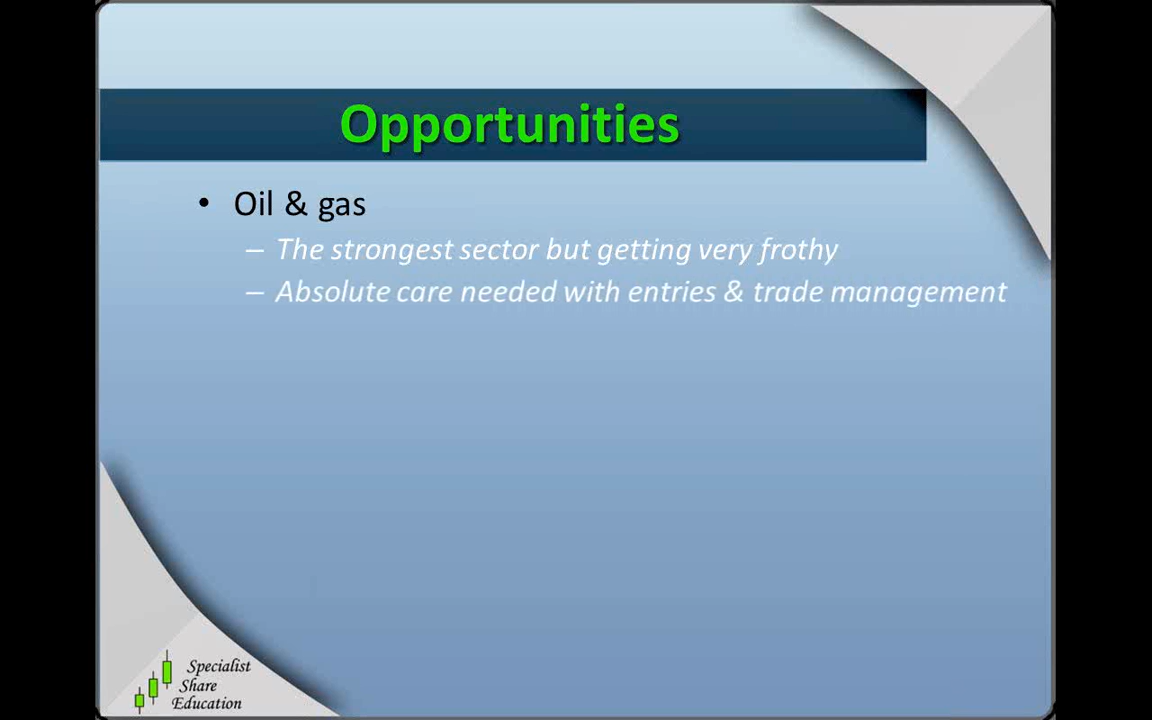 Opportunities
• Oil & gas
– The strongest sector but getting very frothy
– Absolute care needed with entries & trade management
Specialist
Share
Education